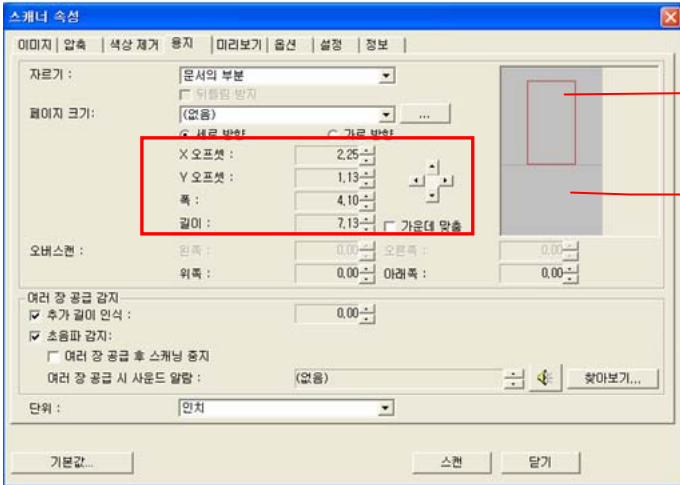 스캐너 속성
이미지 압축 색상 제거 용지 미리보기 옵션 설정 정보
자르기 : 문서의 부분
뒤틀림 방지
페이지 크기: (없음) ...
세로 방향 가로 방향
X 오프셋 : 2,25
Y 오프셋 : 1,13
폭 : 4,10
길이 : 7,13 가운데 맞춤
오버스캔 : 왼쪽 : 0,00 오른쪽 : 0,00
위쪽 : 0,00 아래쪽 : 0,00
여러 장 공급 감지
추가 길이 인식 : 0,00
초음파 감지:
여러 장 공급 후 스캐닝 중지
여러 장 공급 시 사운드 알람 : (없음) 찾아보기...
단위 : 인치
기본값... 스캔 닫기